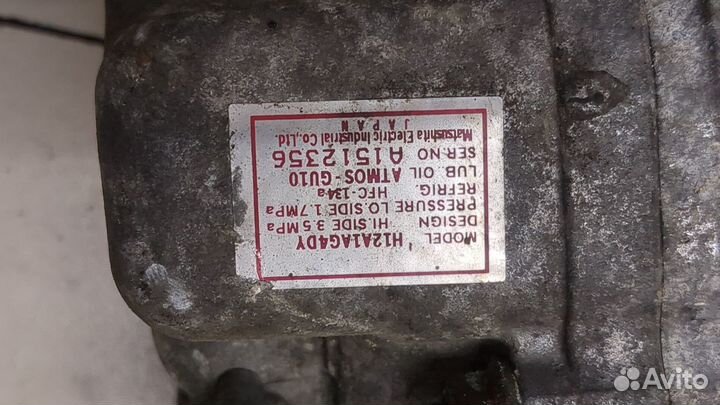 MODEL H12A1AG4DY
DESIGN HI.SIDE 3.5MPa
PRESSURE LO.SIDE 1.7MPa
REFRIG. HFC-134a
LUB. OIL ATMOS-GU10
SER.NO A1512356
Matsushita Electric Industrial Co.,Ltd.
JAPAN
Avito